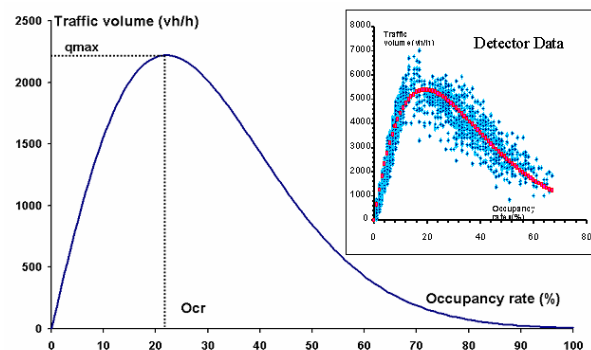 Traffic volume (vh/h)
2500
qmax
2000
1500
1000
500
0
Ocr
Occupancy rate (%)
0 10 20 30 40 50 60 70 80 90 100
Detector Data
Traffic
volume (vh/h)
8000
7000
6000
5000
4000
3000
2000
1000
0
Occupancy
rate(%)
0 20 40 60 80